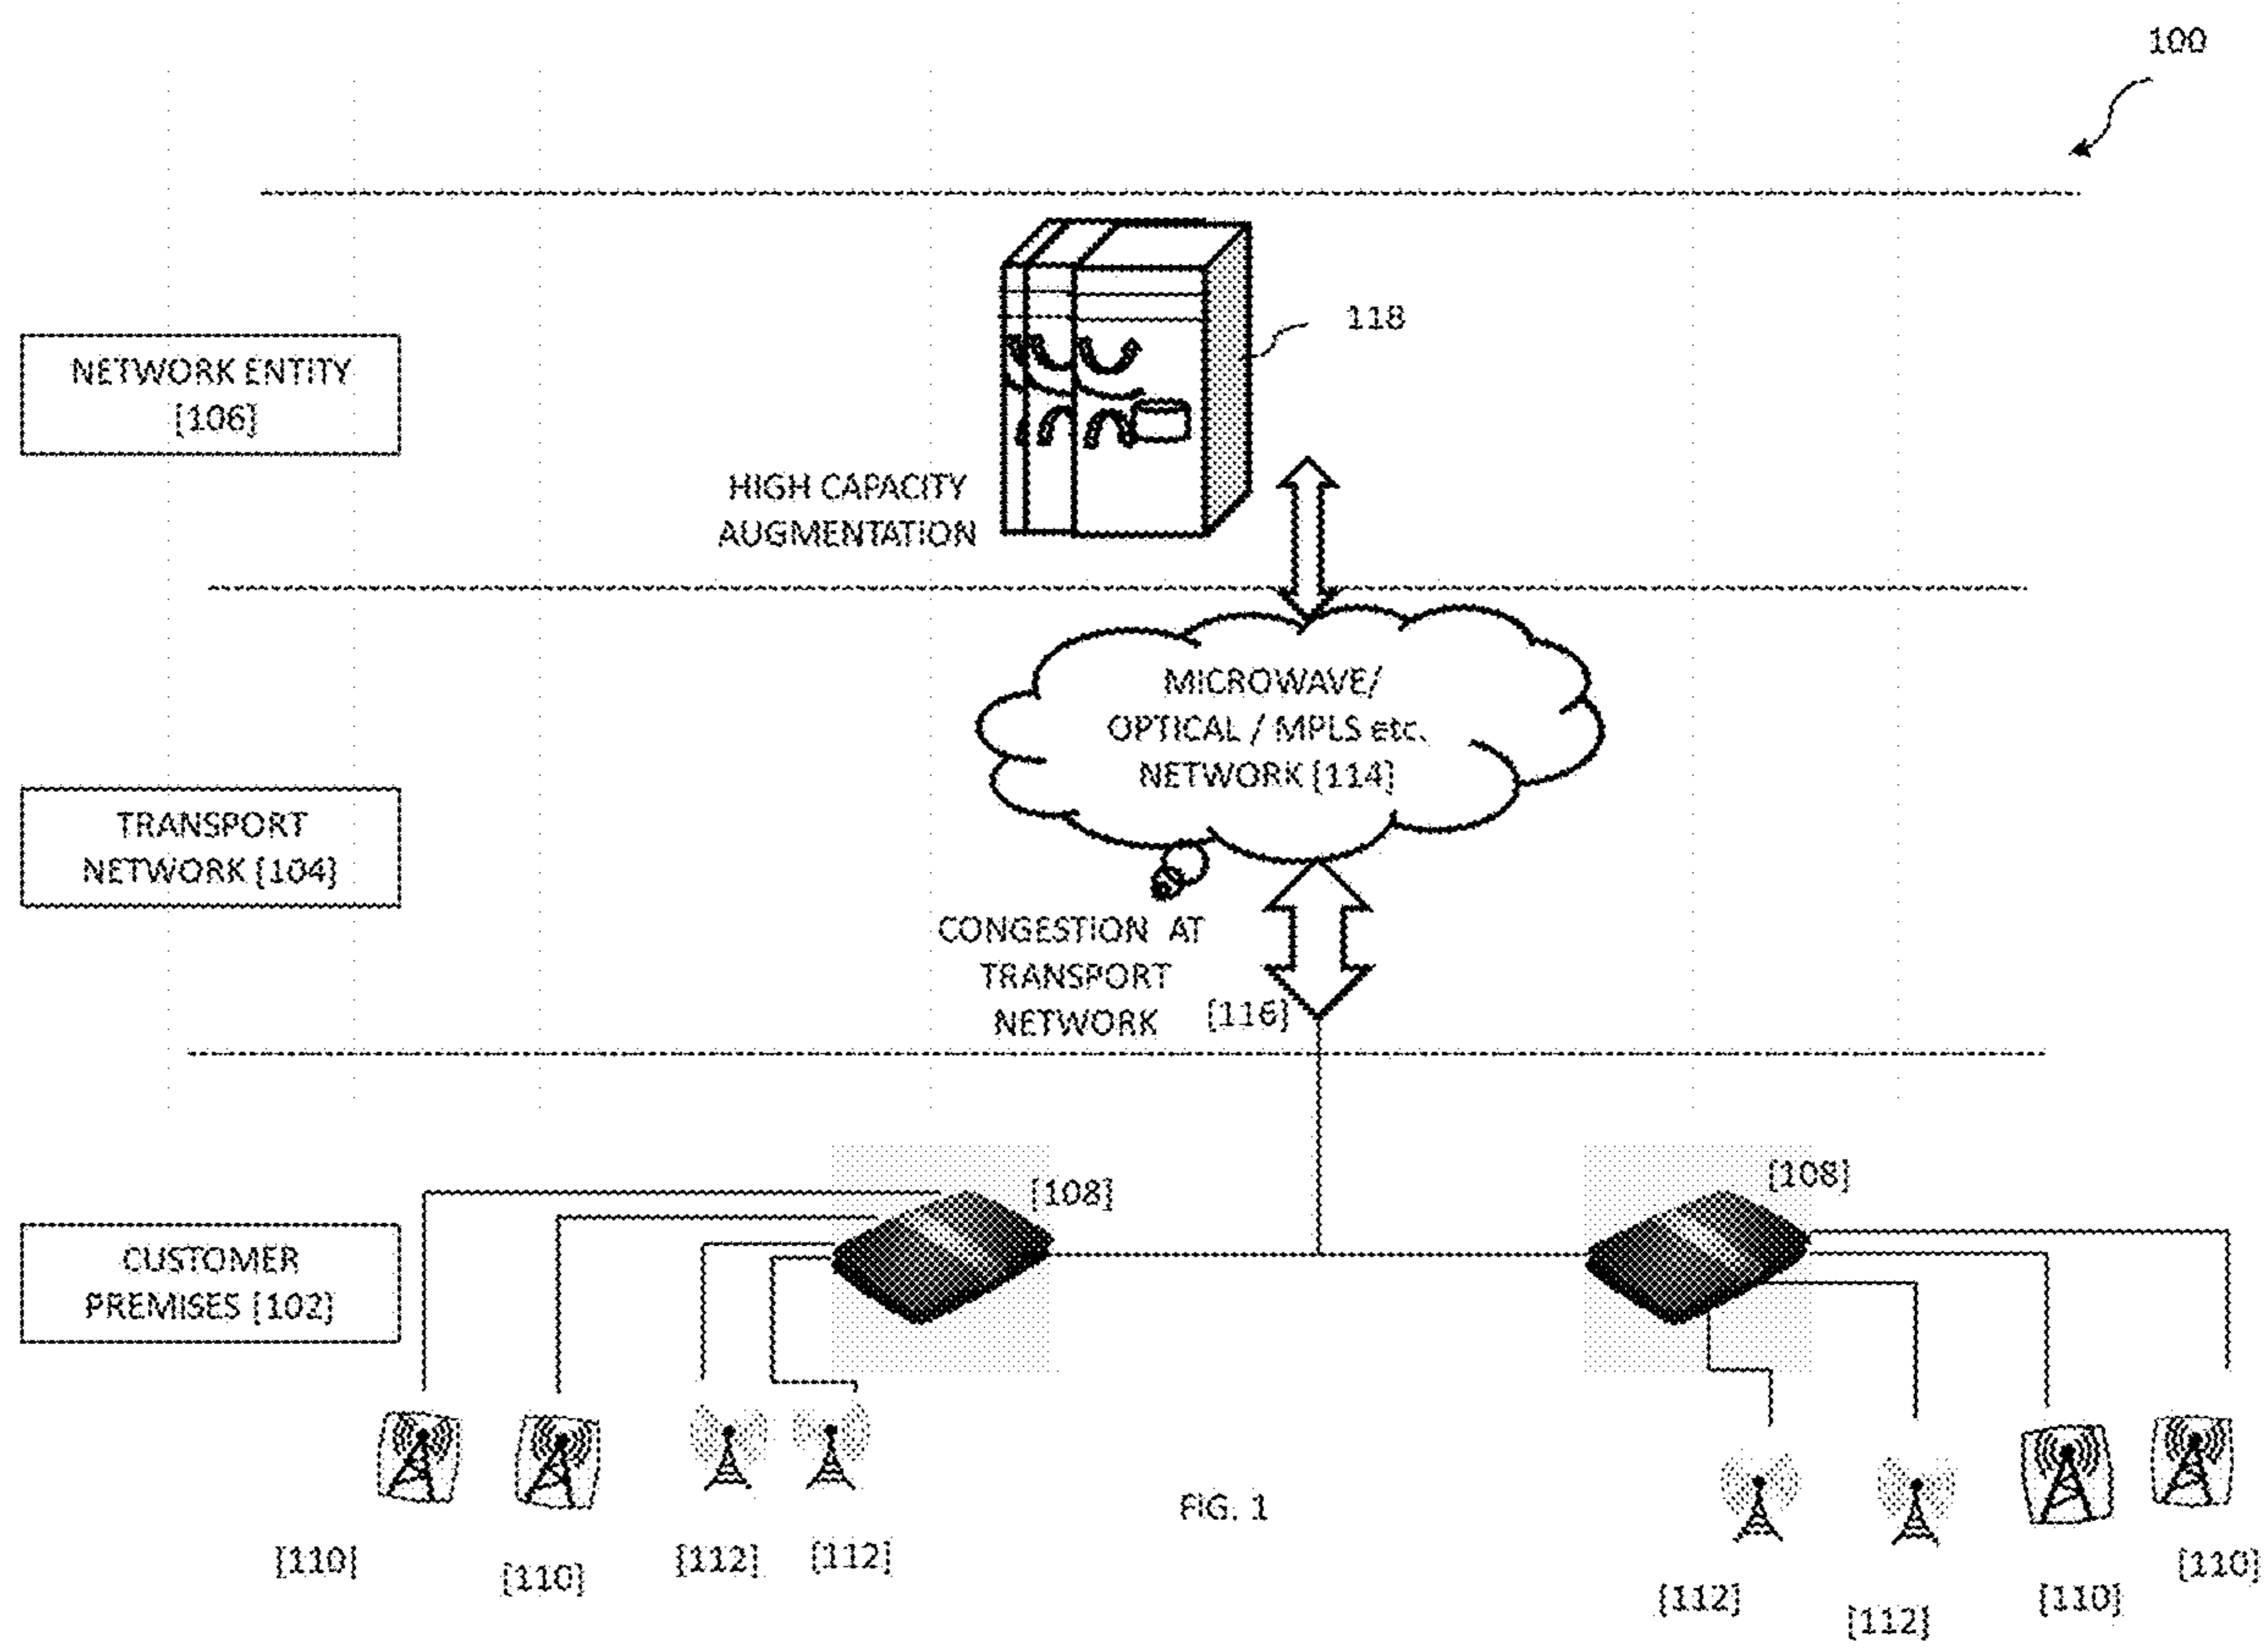 100
118
NETWORK ENTITY
[106]
HIGH CAPACITY
AUGMENTATION
MICROWAVE/
OPTICAL / MPLS etc.
NETWORK [114]
TRANSPORT
NETWORK [104]
CONGESTION AT
TRANSPORT
NETWORK
[116]
[108]
[108]
CUSTOMER
PREMISES [102]
FIG. 1
[110]
[110]
[112]
[112]
[112]
[112]
[110]
[110]